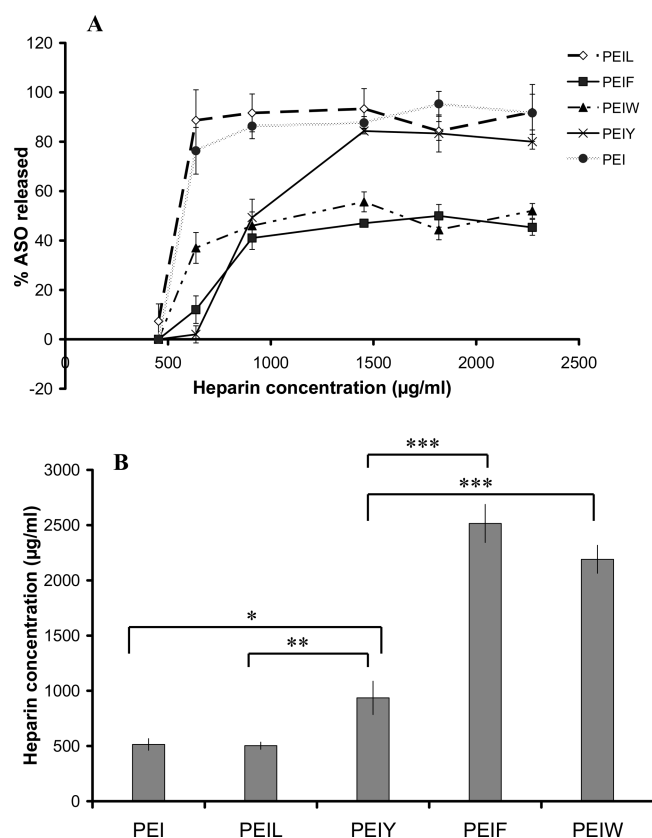 A
120
100
80
60
40
20
0
-20
% ASO released
0 500 1000 1500 2000 2500
Heparin concentration (µg/ml)
PEIL
PEIF
PEIW
PEIY
PEI
B
3000
2500
2000
1500
1000
500
0
Heparin concentration (µg/ml)
***
***
*
**
PEI PEIL PEIY PEIF PEIW